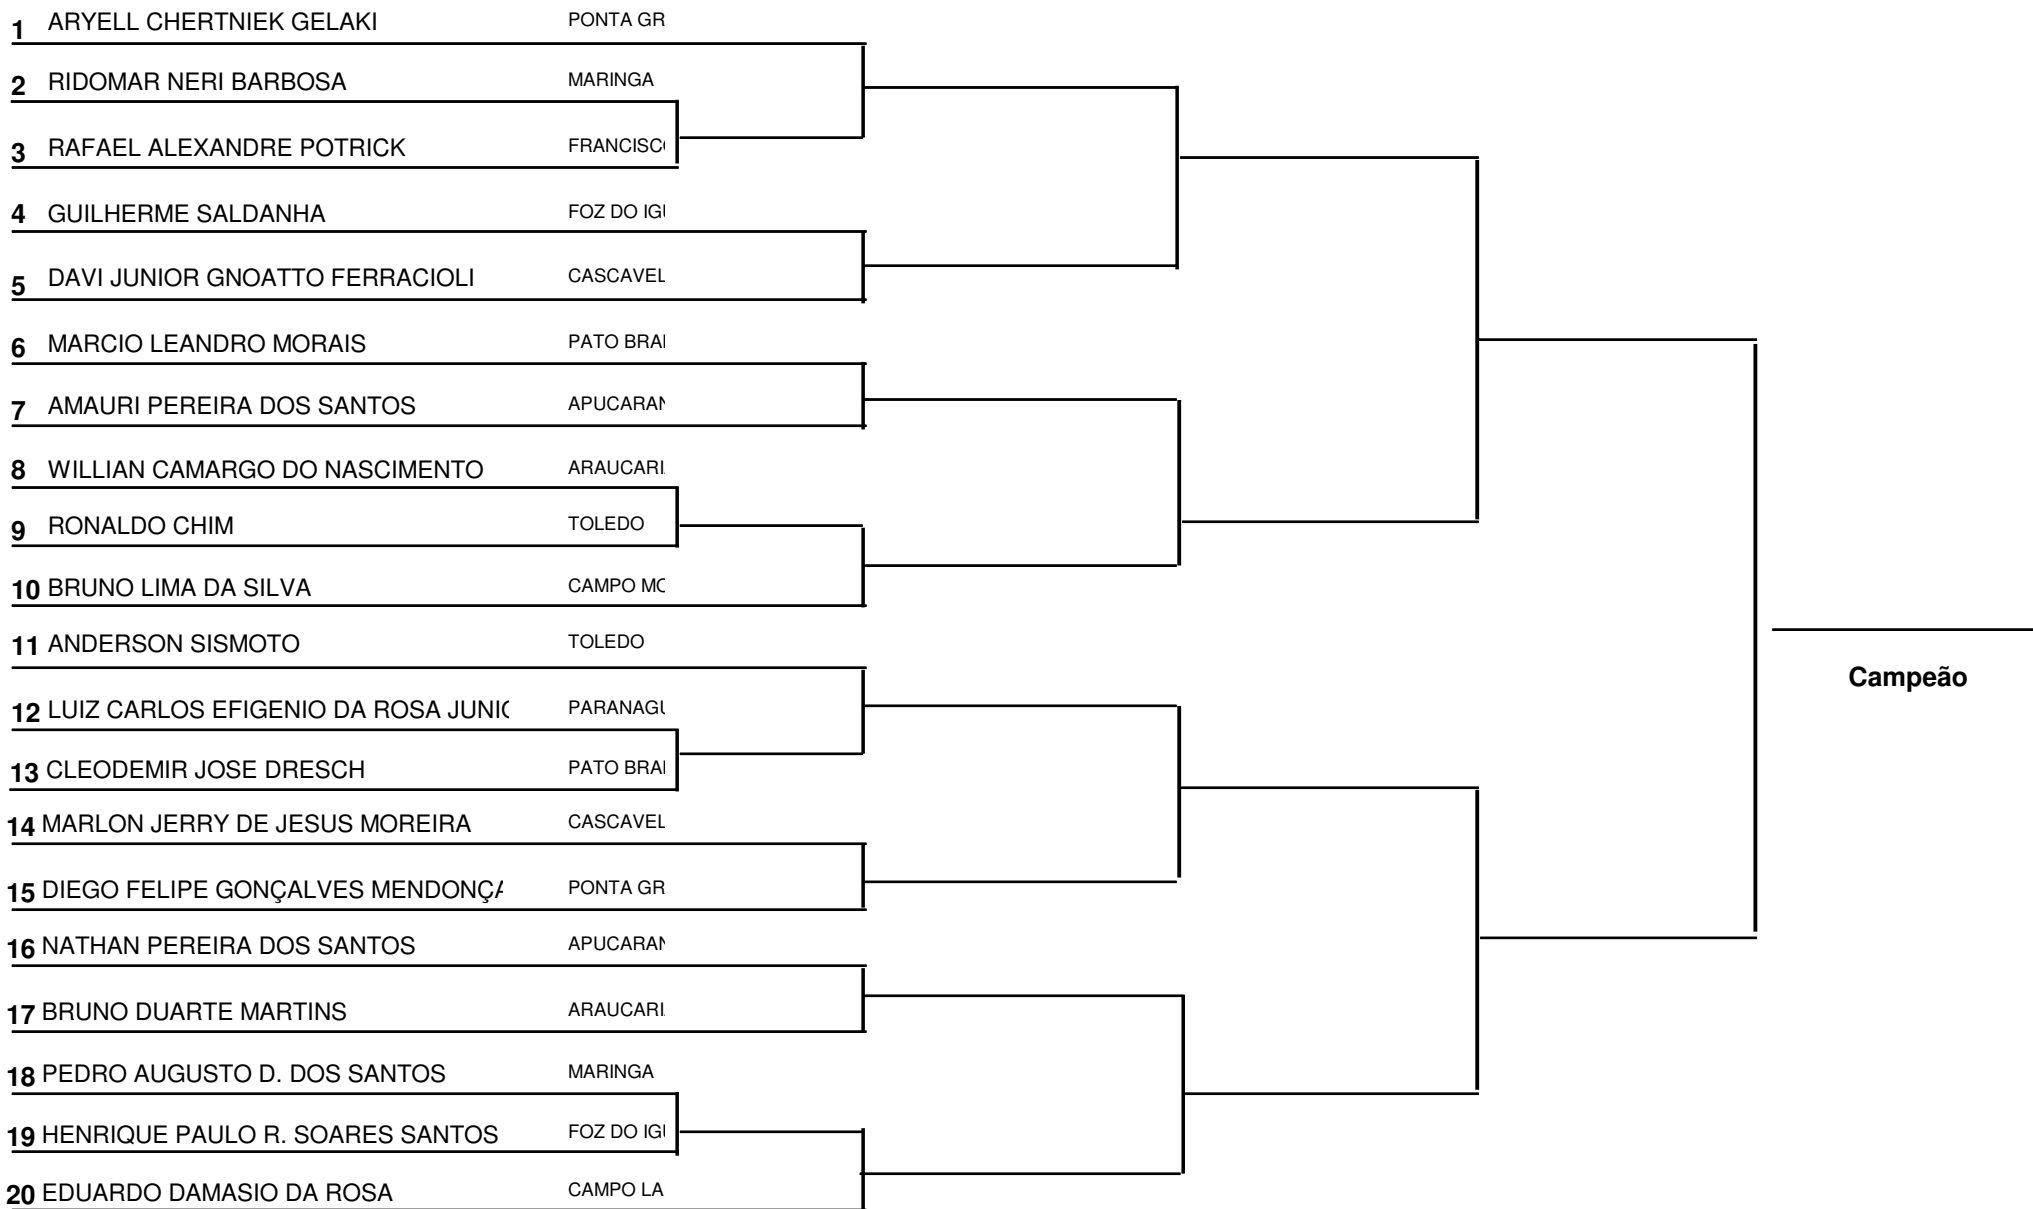 1 ARYELL CHERTNIEK GELAKI PONTA GR
2 RIDOMAR NERI BARBOSA MARINGA
3 RAFAEL ALEXANDRE POTRICK FRANCISC
4 GUILHERME SALDANHA FOZ DO IG
5 DAVI JUNIOR GNOATTO FERRACIOLI CASCAVEL
6 MARCIO LEANDRO MORAIS PATO BRA
7 AMAURI PEREIRA DOS SANTOS APUCARAN
8 WILLIAN CAMARGO DO NASCIMENTO ARAUCARI
9 RONALDO CHIM TOLEDO
10 BRUNO LIMA DA SILVA CAMPO MO
11 ANDERSON SISMOTO TOLEDO
Campeão
12 LUIZ CARLOS EFIGENIO DA ROSA JUNIO PARANAGU
13 CLEODEMIR JOSE DRESCH PATO BRA
14 MARLON JERRY DE JESUS MOREIRA CASCAVEL
15 DIEGO FELIPE GONÇALVES MENDONÇA PONTA GR
16 NATHAN PEREIRA DOS SANTOS APUCARAN
17 BRUNO DUARTE MARTINS ARAUCARI
18 PEDRO AUGUSTO D. DOS SANTOS MARINGA
19 HENRIQUE PAULO R. SOARES SANTOS FOZ DO IG
20 EDUARDO DAMASIO DA ROSA CAMPO LA